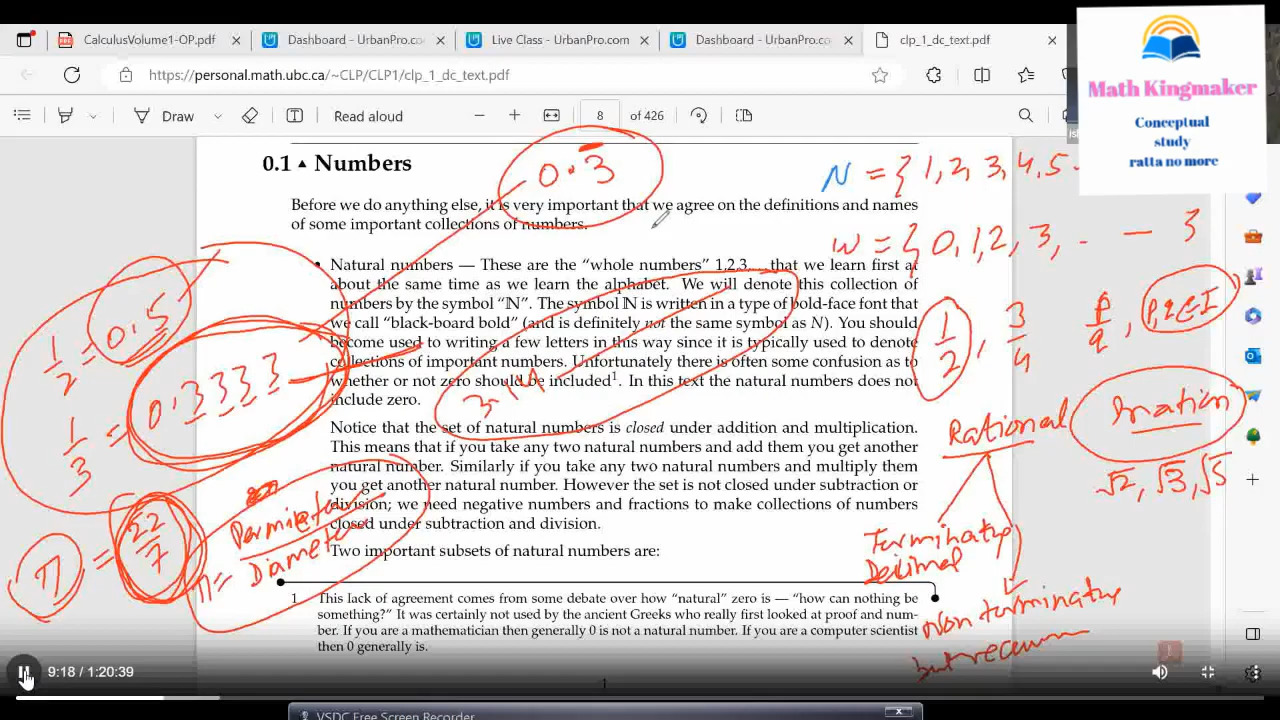 CalculusVolume1-OP.pdf
Dashboard - UrbanPro.co
Live Class - UrbanPro.com
Dashboard - UrbanPro.co
clp_1_dc_text.pdf
https://personal.math.ubc.ca/~CLP/CLP1/clp_1_dc_text.pdf
Draw
Read aloud
8 of 426
Math Kingmaker
Conceptual
study
ratta no more
0.1 ▲ Numbers
0.3̅
N = { 1, 2, 3, 4, 5
Before we do anything else, it is very important that we agree on the definitions and names
of some important collections of numbers.
W = { 0, 1, 2, 3, . . — }
• Natural numbers — These are the “whole numbers” 1,2,3,... that we learn first at
about the same time as we learn the alphabet. We will denote this collection of
numbers by the symbol “ℕ”. The symbol ℕ is written in a type of bold-face font that
we call “black-board bold” (and is definitely not the same symbol as N). You should
become used to writing a few letters in this way since it is typically used to denote
collections of important numbers. Unfortunately there is often some confusion as to
whether or not zero should be included¹. In this text the natural numbers does not
include zero.
1/2 = 0.5
1/3 = 0.3333
3.14
1/2, 3/4 p/q, p,q∈I
Rational
√2, √3, √5
Notice that the set of natural numbers is closed under addition and multiplication.
This means that if you take any two natural numbers and add them you get another
natural number. Similarly if you take any two natural numbers and multiply them
you get another natural number. However the set is not closed under subtraction or
division; we need negative numbers and fractions to make collections of numbers
closed under subtraction and division.
π = 22/7
π =
Diameter
Terminating
Decimal
Non terminating
Two important subsets of natural numbers are:
1 This lack of agreement comes from some debate over how “natural” zero is — “how can nothing be
something?” It was certainly not used by the ancient Greeks who really first looked at proof and num-
ber. If you are a mathematician then generally 0 is not a natural number. If you are a computer scientist
then 0 generally is.
9:18 / 1:20:39
VSDC Free Screen Recorder